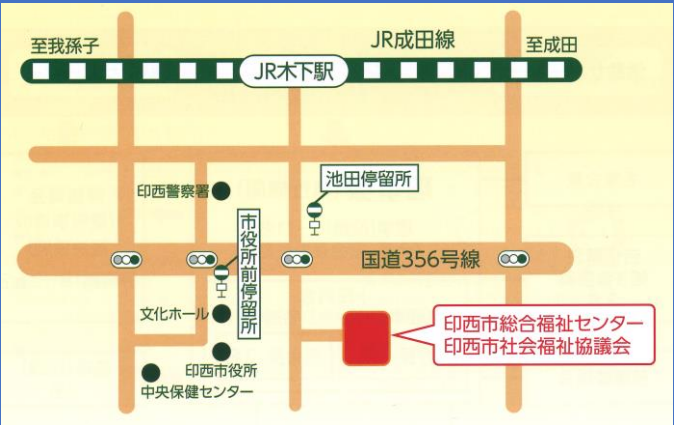 至我孫子
JR成田線
至成田
JR木下駅
池田停留所
印西警察署
市役所前停留所
国道356号線
文化ホール
印西市総合福祉センター
印西市社会福祉協議会
印西市役所
中央保健センター